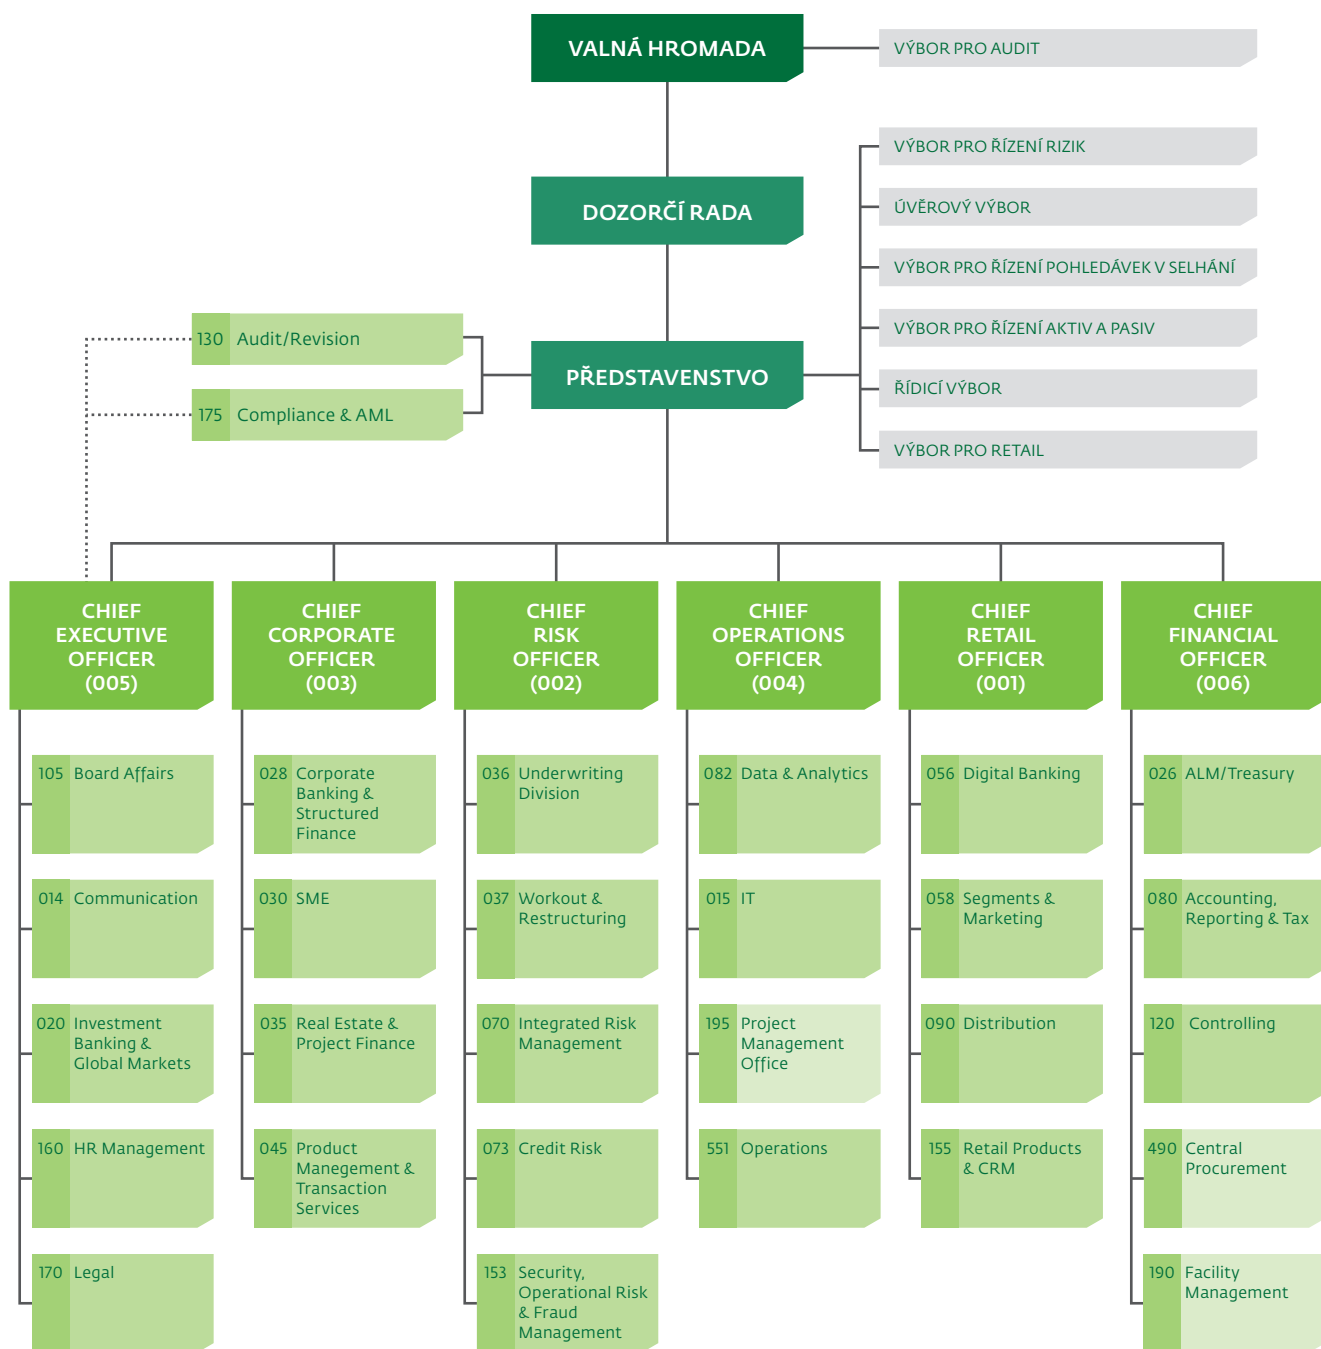 VALNÁ HROMADA
VÝBOR PRO AUDIT
VÝBOR PRO ŘÍZENÍ RIZIK
DOZORČÍ RADA
ÚVĚROVÝ VÝBOR
VÝBOR PRO ŘÍZENÍ POHLEDÁVEK V SELHÁNÍ
VÝBOR PRO ŘÍZENÍ AKTIV A PASIV
130 Audit/Revision
PŘEDSTAVENSTVO
ŘÍDICÍ VÝBOR
175 Compliance & AML
VÝBOR PRO RETAIL
CHIEF
EXECUTIVE
OFFICER
(005)
CHIEF
CORPORATE
OFFICER
(003)
CHIEF
RISK
OFFICER
(002)
CHIEF
OPERATIONS
OFFICER
(004)
CHIEF
RETAIL
OFFICER
(001)
CHIEF
FINANCIAL
OFFICER
(006)
105 Board Affairs
014 Communication
020 Investment
Banking &
Global Markets
160 HR Management
170 Legal
028 Corporate
Banking &
Structured
Finance
030 SME
035 Real Estate &
Project Finance
045 Product
Manegement &
Transaction
Services
036 Underwriting
Division
037 Workout &
Restructuring
070 Integrated Risk
Management
073 Credit Risk
153 Security,
Operational Risk
& Fraud
Management
082 Data & Analytics
015 IT
195 Project
Management
Office
551 Operations
056 Digital Banking
058 Segments &
Marketing
090 Distribution
155 Retail Products
& CRM
026 ALM/Treasury
080 Accounting,
Reporting & Tax
120 Controlling
490 Central
Procurement
190 Facility
Management